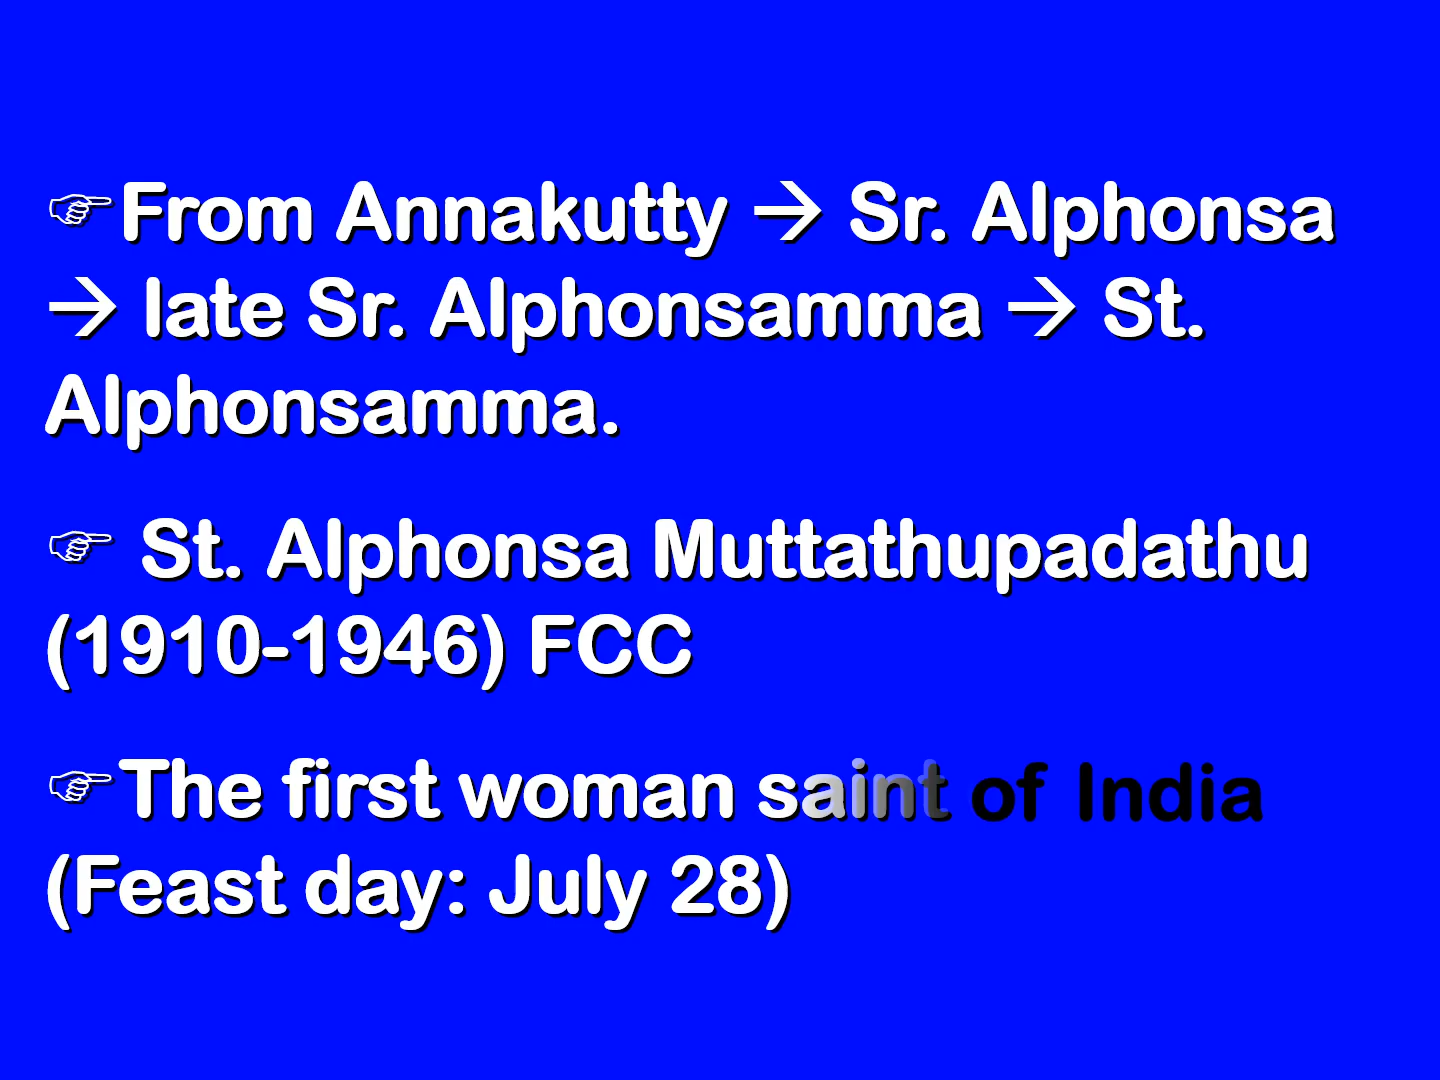 ☞From Annakutty → Sr. Alphonsa
→ late Sr. Alphonsamma → St.
Alphonsamma.
☞ St. Alphonsa Muttathupadathu
(1910-1946) FCC
☞The first woman saint of India
(Feast day: July 28)